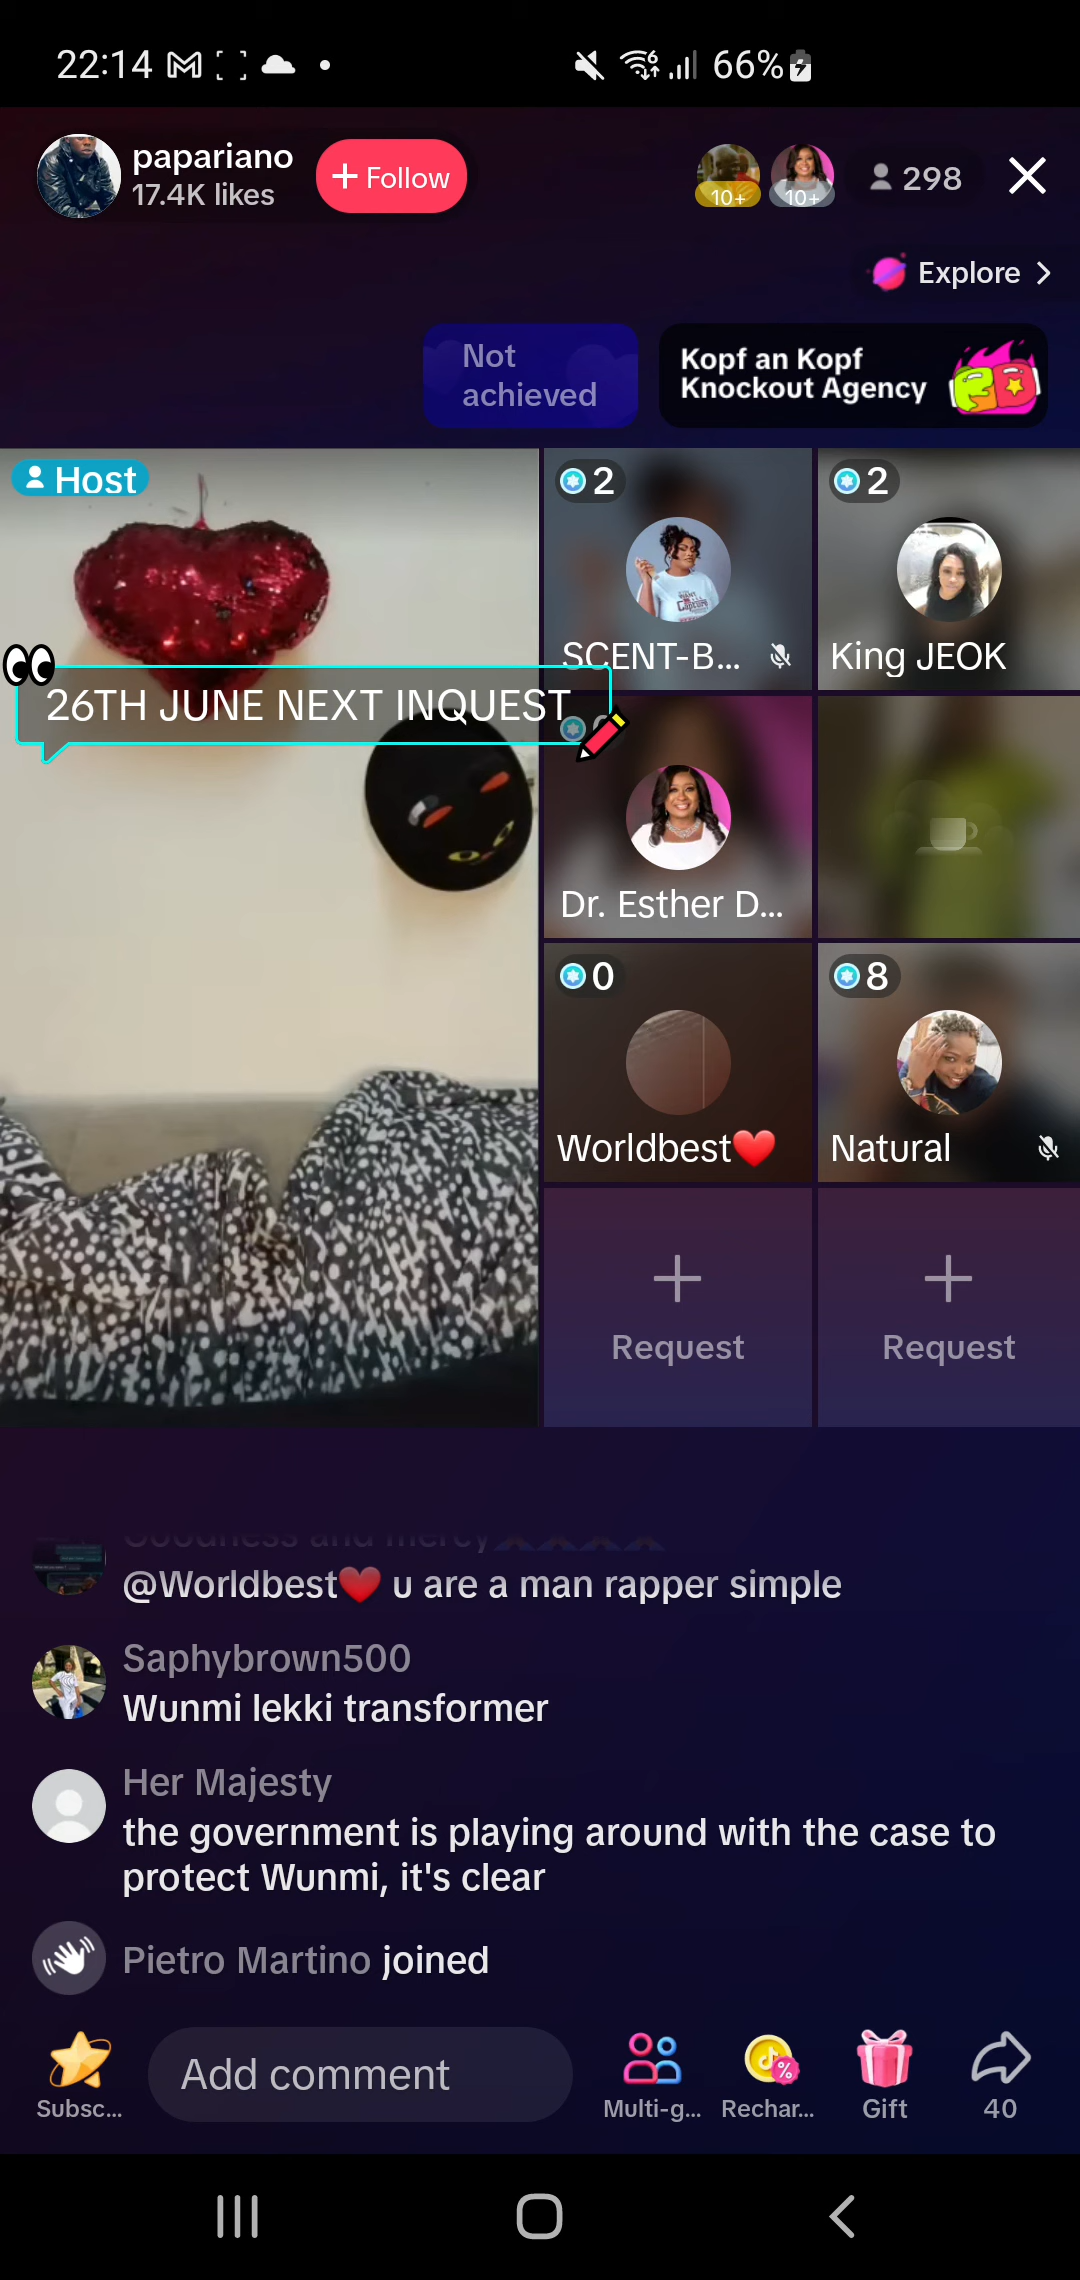 22:14
66%
papariano
17.4K likes
+ Follow
10+
10+
298
Explore
Not
achieved
Kopf an Kopf
Knockout Agency
Host
2
2
SCENT-B...
King JEOK
26TH JUNE NEXT INQUEST
Dr. Esther D...
0
8
Worldbest❤️
Natural
Request
Request
Goodness and mercy
@Worldbest❤️ u are a man rapper simple
Saphybrown500
Wunmi lekki transformer
Her Majesty
the government is playing around with the case to
protect Wunmi, it's clear
Pietro Martino joined
Subsc...
Add comment
Multi-g...
Rechar...
Gift
40